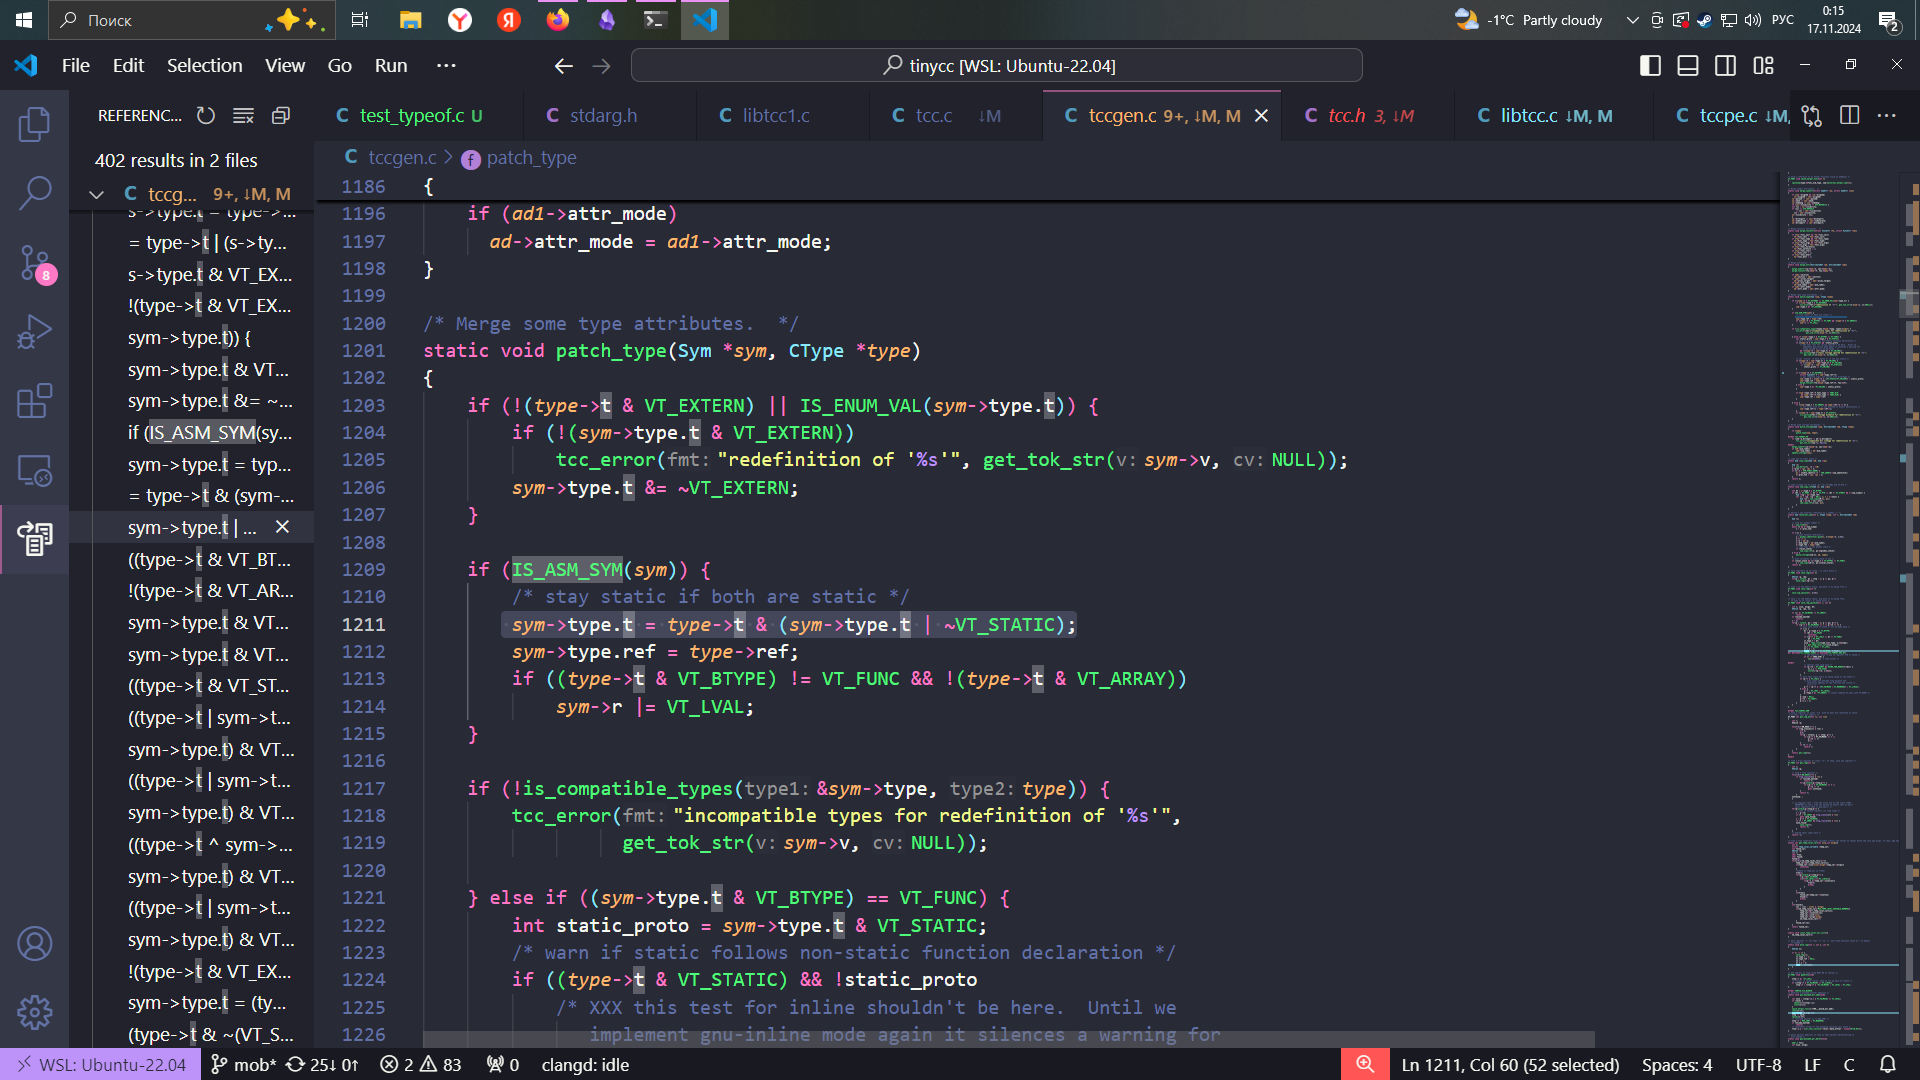 Поиск
-1°C Partly cloudy
РУС
0:15
17.11.2024
2
File Edit Selection View Go Run ···
tinycc [WSL: Ubuntu-22.04]
REFERENC...
test_typeof.c U
stdarg.h
libtcc1.c
tcc.c ↓M
tccgen.c 9+, ↓M, M
tcc.h 3, ↓M
libtcc.c ↓M, M
tccpe.c ↓M,
402 results in 2 files
C tccg... 9+, ↓M, M
s->type.t = type->...
= type->t | (s->ty...
s->type.t & VT_EX...
!(type->t & VT_EX...
sym->type.t)) {
sym->type.t & VT...
sym->type.t &= ~...
if (IS_ASM_SYM(sy...
sym->type.t = typ...
= type->t & (sym-...
sym->type.t | ...
((type->t & VT_BT...
!(type->t & VT_AR...
sym->type.t & VT...
sym->type.t & VT...
((type->t & VT_ST...
((type->t | sym->t...
sym->type.t) & VT...
((type->t | sym->t...
sym->type.t) & VT...
((type->t ^ sym->...
sym->type.t) & VT...
((type->t | sym->t...
sym->type.t) & VT...
!(type->t & VT_EX...
sym->type.t = (ty...
(type->t & ~(VT_S...
8
C tccgen.c > patch_type
1186 {
1196 if (ad1->attr_mode)
1197 ad->attr_mode = ad1->attr_mode;
1198 }
1199
1200 /* Merge some type attributes.  */
1201 static void patch_type(Sym *sym, CType *type)
1202 {
1203 if (!(type->t & VT_EXTERN) || IS_ENUM_VAL(sym->type.t)) {
1204 if (!(sym->type.t & VT_EXTERN))
1205 tcc_error(fmt: "redefinition of '%s'", get_tok_str(v: sym->v, cv: NULL));
1206 sym->type.t &= ~VT_EXTERN;
1207 }
1208
1209 if (IS_ASM_SYM(sym)) {
1210 /* stay static if both are static */
1211 sym->type.t = type->t & (sym->type.t | ~VT_STATIC);
1212 sym->type.ref = type->ref;
1213 if ((type->t & VT_BTYPE) != VT_FUNC && !(type->t & VT_ARRAY))
1214 sym->r |= VT_LVAL;
1215 }
1216
1217 if (!is_compatible_types(type1: &sym->type, type2: type)) {
1218 tcc_error(fmt: "incompatible types for redefinition of '%s'",
1219 get_tok_str(v: sym->v, cv: NULL));
1220
1221 } else if ((sym->type.t & VT_BTYPE) == VT_FUNC) {
1222 int static_proto = sym->type.t & VT_STATIC;
1223 /* warn if static follows non-static function declaration */
1224 if ((type->t & VT_STATIC) && !static_proto
1225 /* XXX this test for inline shouldn't be here.  Until we
1226 implement gnu-inline mode again it silences a warning for
WSL: Ubuntu-22.04 mob* 25↓ 0↑ 2 83 0 clangd: idle
Ln 1211, Col 60 (52 selected) Spaces: 4 UTF-8 LF C